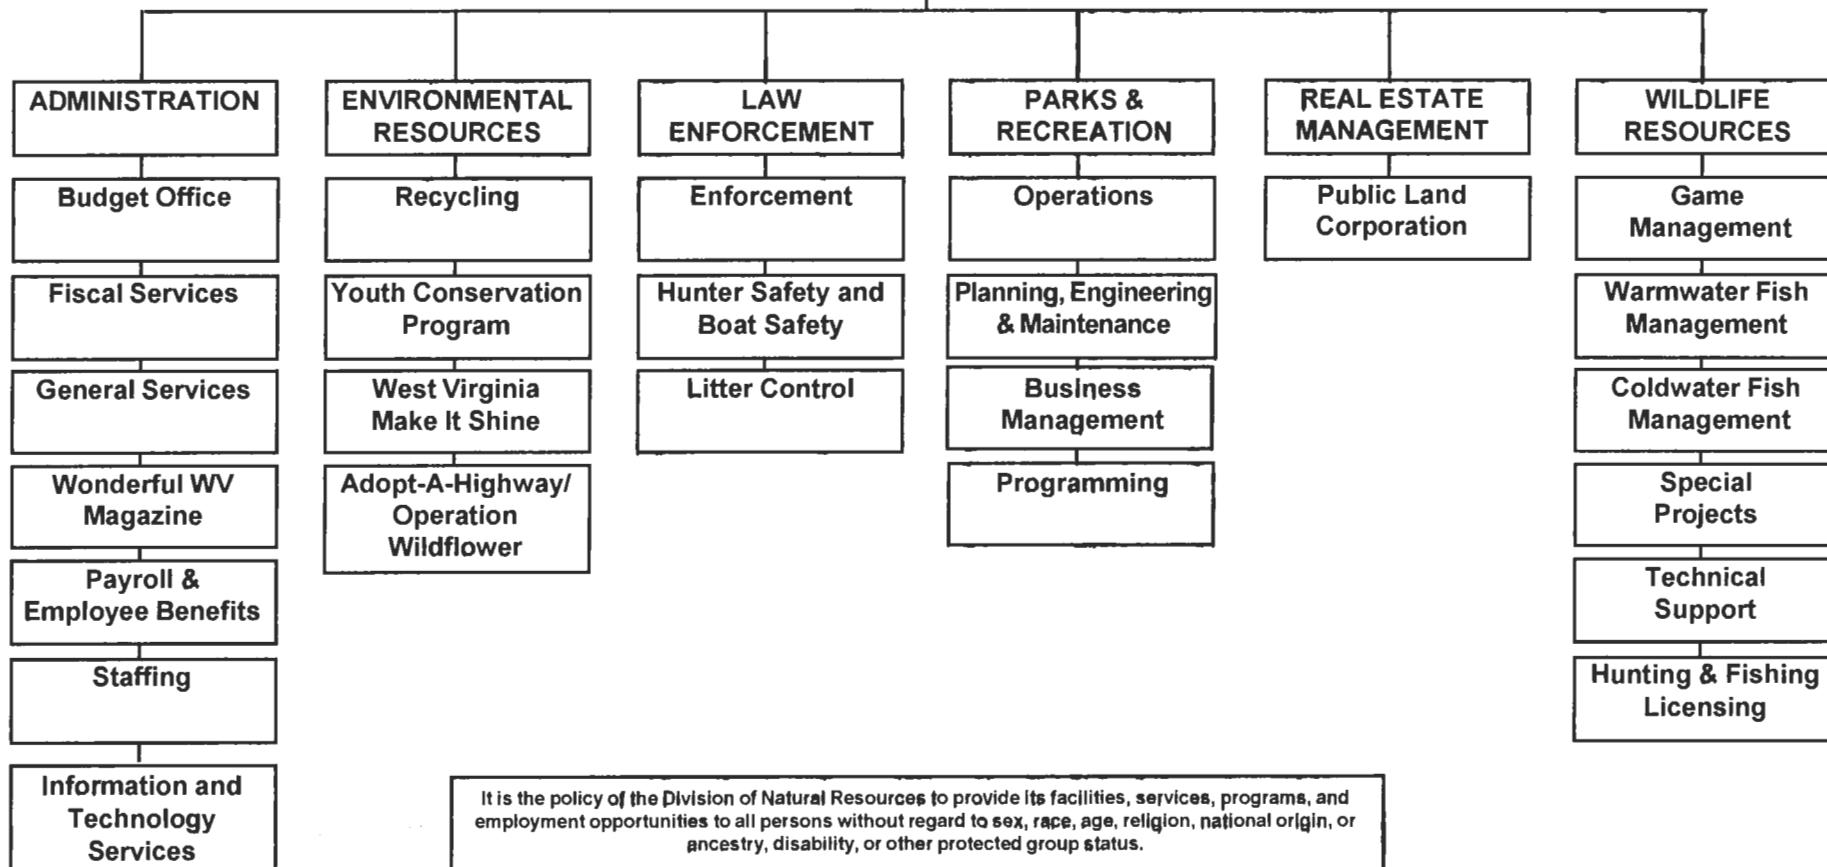 ADMINISTRATION
Budget Office
Fiscal Services
General Services
Wonderful WV
Magazine
Payroll &
Employee Benefits
Staffing
Information and
Technology
Services
ENVIRONMENTAL
RESOURCES
Recycling
Youth Conservation
Program
West Virginia
Make It Shine
Adopt-A-Highway/
Operation
Wildflower
LAW
ENFORCEMENT
Enforcement
Hunter Safety and
Boat Safety
Litter Control
PARKS &
RECREATION
Operations
Planning, Engineering
& Maintenance
Business
Management
Programming
REAL ESTATE
MANAGEMENT
Public Land
Corporation
WILDLIFE
RESOURCES
Game
Management
Warmwater Fish
Management
Coldwater Fish
Management
Special
Projects
Technical
Support
Hunting & Fishing
Licensing
It is the policy of the Division of Natural Resources to provide its facilities, services, programs, and
employment opportunities to all persons without regard to sex, race, age, religion, national origin, or
ancestry, disability, or other protected group status.